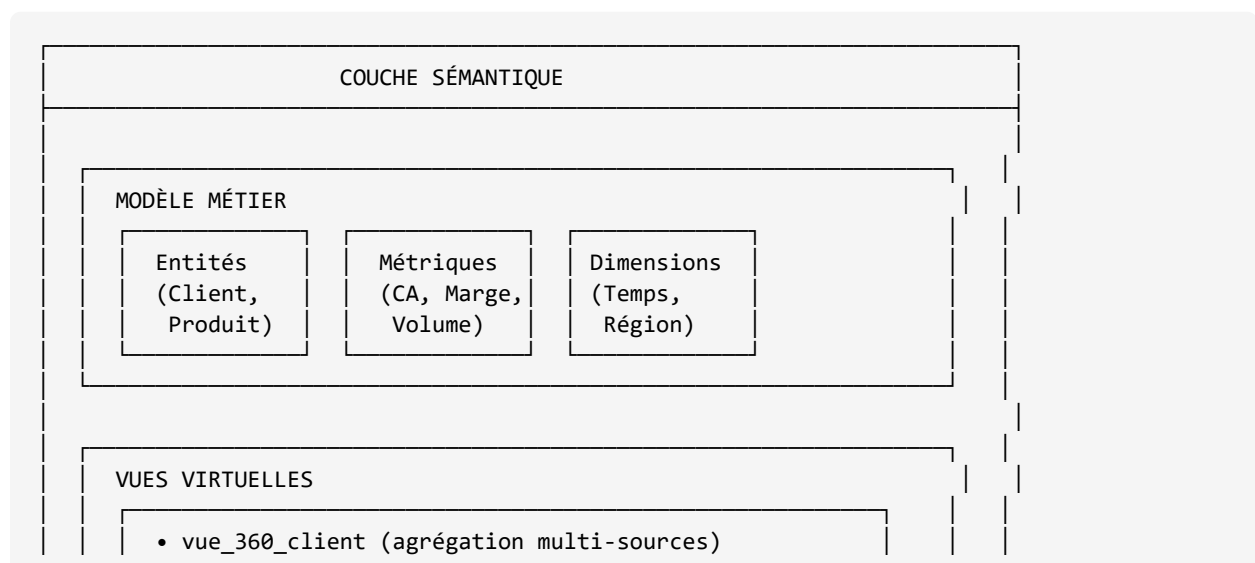 COUCHE SÉMANTIQUE
MODÈLE MÉTIER
Entités Métriques Dimensions
(Client, (CA, Marge, (Temps,
Produit) Volume) Région)
VUES VIRTUELLES
• vue_360_client (agrégation multi-sources)